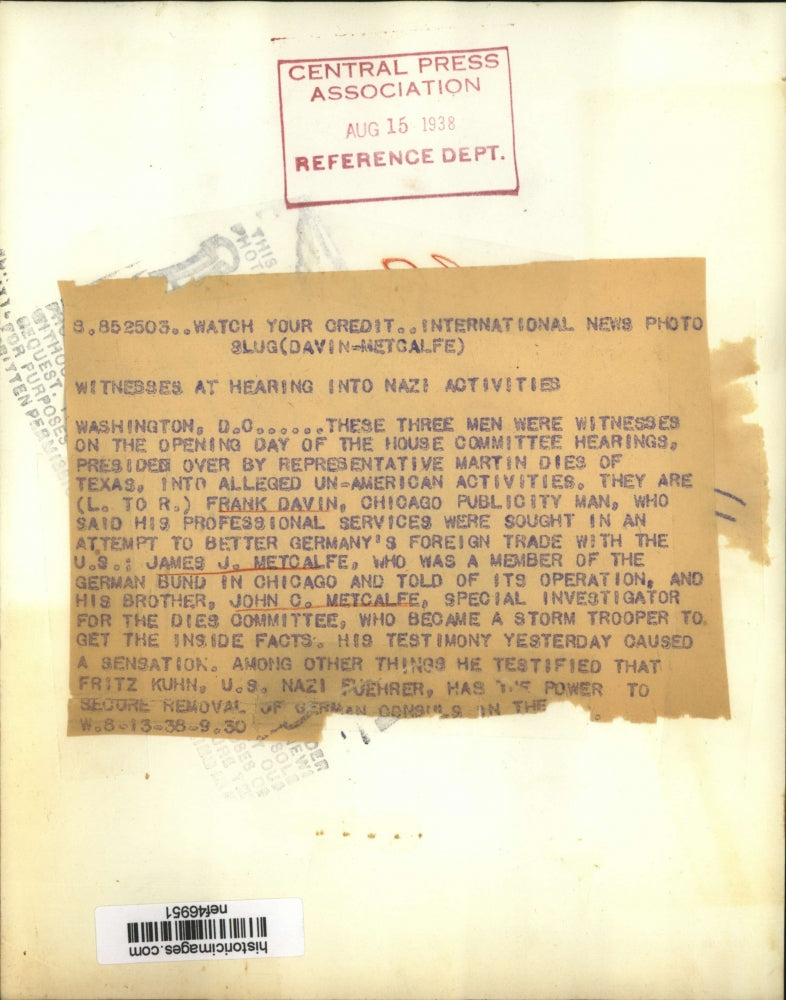 CENTRAL PRESS
ASSOCIATION
AUG 15 1938
REFERENCE DEPT.
S.852503..WATCH YOUR CREDIT..INTERNATIONAL NEWS PHOTO
SLUG(DAVIN-METCALFE)
WITNESSES AT HEARING INTO NAZI ACTIVITIES
WASHINGTON, D.C......THESE THREE MEN WERE WITNESSES
ON THE OPENING DAY OF THE HOUSE COMMITTEE HEARINGS,
PRESIDED OVER BY REPRESENTATIVE MARTIN DIES OF
TEXAS, INTO ALLEGED UN-AMERICAN ACTIVITIES. THEY ARE
(L. TO R.) FRANK DAVIN, CHICAGO PUBLICITY MAN, WHO
SAID HIS PROFESSIONAL SERVICES WERE SOUGHT IN AN
ATTEMPT TO BETTER GERMANY'S FOREIGN TRADE WITH THE
U.S.; JAMES J. METCALFE, WHO WAS A MEMBER OF THE
GERMAN BUND IN CHICAGO AND TOLD OF ITS OPERATION, AND
HIS BROTHER, JOHN C. METCALFE, SPECIAL INVESTIGATOR
FOR THE DIES COMMITTEE, WHO BECAME A STORM TROOPER TO
GET THE INSIDE FACTS. HIS TESTIMONY YESTERDAY CAUSED
A SENSATION. AMONG OTHER THINGS HE TESTIFIED THAT
FRITZ KUHN, U.S. NAZI FUEHRER, HAS THE POWER TO
SECURE REMOVAL OF GERMAN CONSULS IN THE
W.8-13-38-9.30
historicimages.com
nef46951